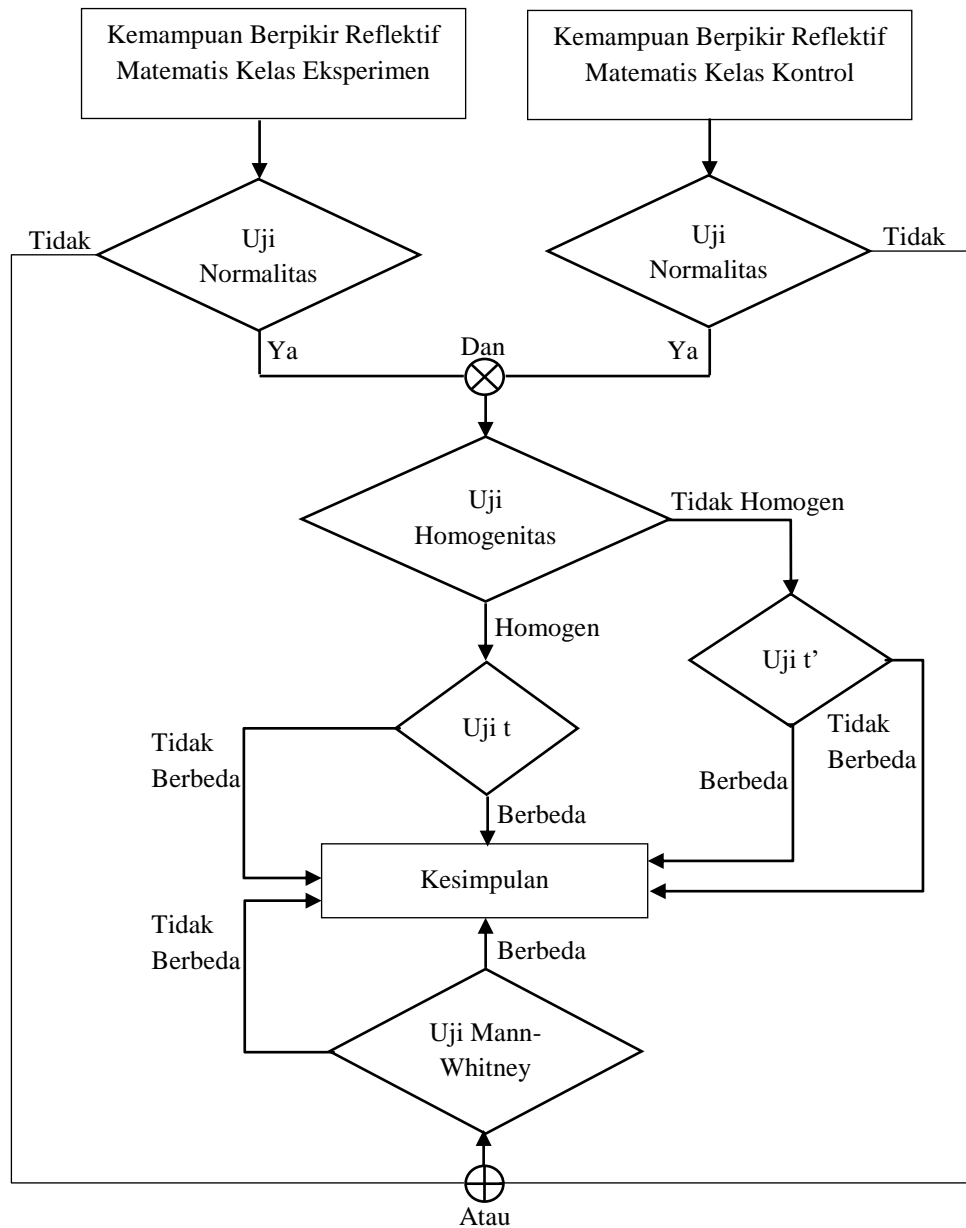 Kemampuan Berpikir Reflektif
Matematis Kelas Eksperimen
Kemampuan Berpikir Reflektif
Matematis Kelas Kontrol
Tidak
Uji
Normalitas
Uji
Normalitas
Tidak
Ya
Dan
Ya
Uji
Homogenitas
Tidak Homogen
Homogen
Uji t’
Uji t
Tidak
Berbeda
Tidak
Berbeda
Berbeda
Berbeda
Kesimpulan
Tidak
Berbeda
Berbeda
Uji Mann-
Whitney
Atau